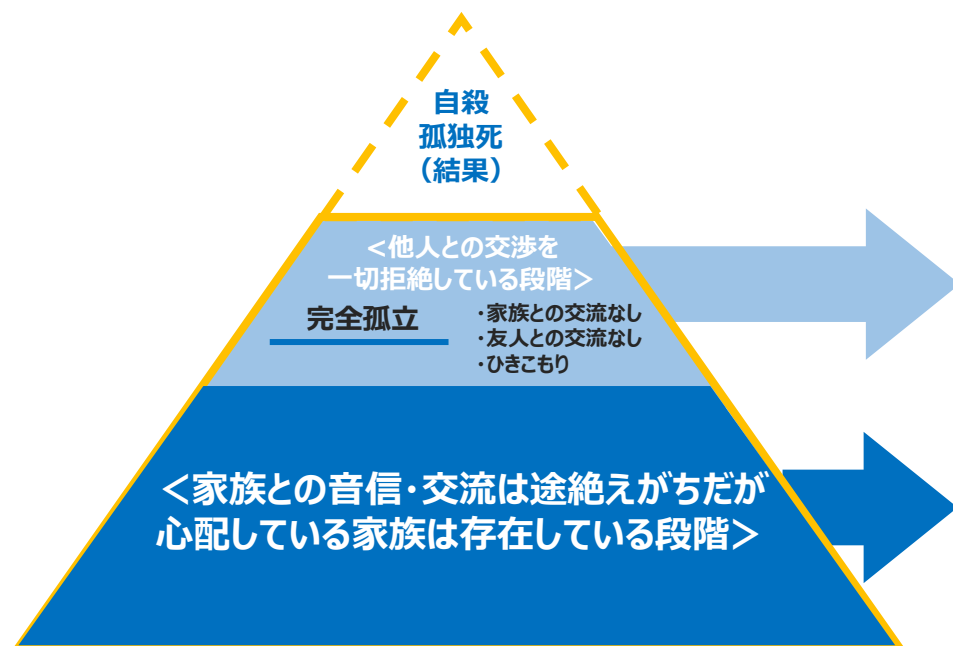 自殺
孤独死
（結果）
＜他人との交渉を
一切拒絶している段階＞
完全孤立
・家族との交流なし
・友人との交流なし
・ひきこもり
＜家族との音信・交流は途絶えがちだが
心配している家族は存在している段階＞